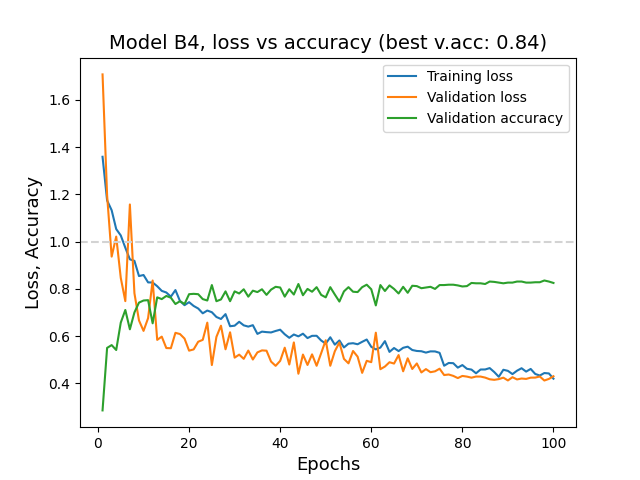 Model B4, loss vs accuracy (best v.acc: 0.84)
Training loss
Validation loss
Validation accuracy
1.6
1.4
1.2
1.0
0.8
0.6
0.4
Loss, Accuracy
0 20 40 60 80 100
Epochs